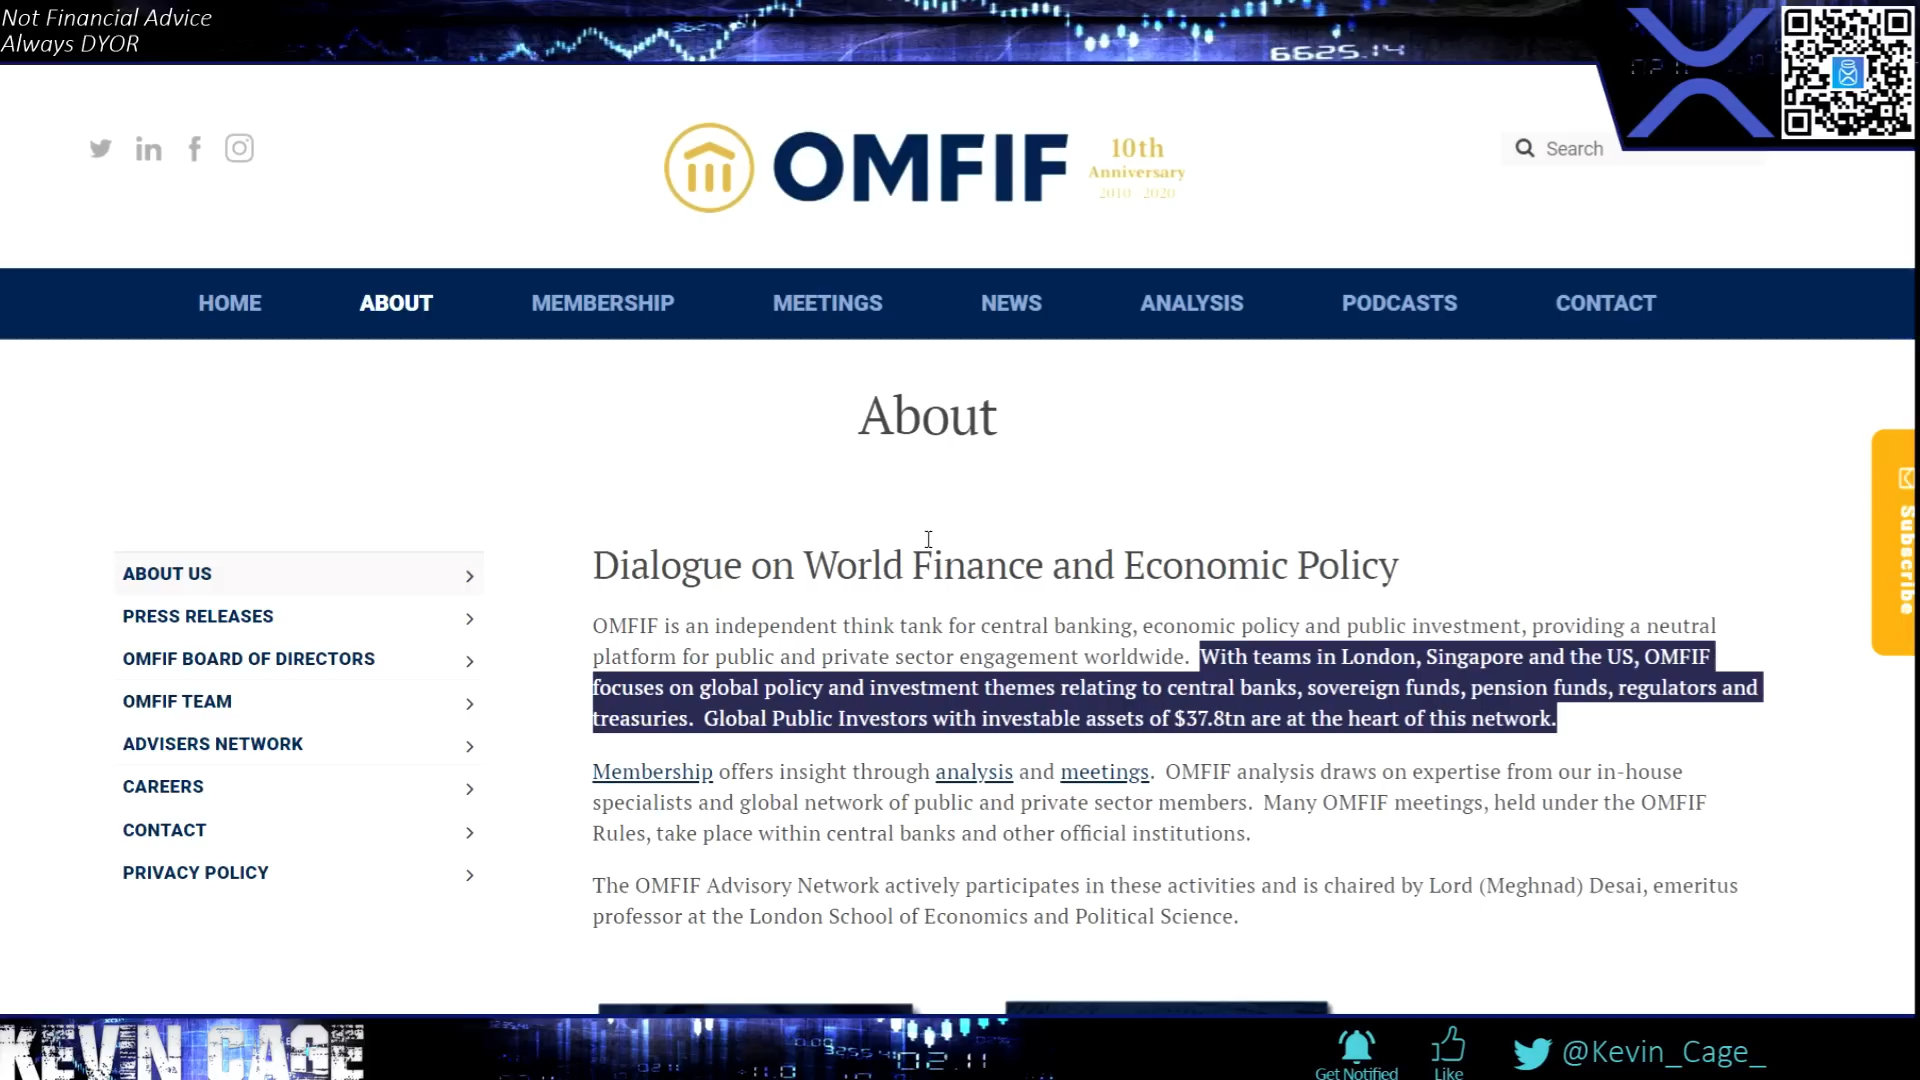 Not Financial Advice
Always DYOR
6625.14
OMFIF
10th
Anniversary
2010 2020
Search
HOME
ABOUT
MEMBERSHIP
MEETINGS
NEWS
ANALYSIS
PODCASTS
CONTACT
About
Subscribe
ABOUT US
PRESS RELEASES
OMFIF BOARD OF DIRECTORS
OMFIF TEAM
ADVISERS NETWORK
CAREERS
CONTACT
PRIVACY POLICY
Dialogue on World Finance and Economic Policy
OMFIF is an independent think tank for central banking, economic policy and public investment, providing a neutral
platform for public and private sector engagement worldwide. With teams in London, Singapore and the US, OMFIF
focuses on global policy and investment themes relating to central banks, sovereign funds, pension funds, regulators and
treasuries. Global Public Investors with investable assets of $37.8tn are at the heart of this network.
Membership offers insight through analysis and meetings. OMFIF analysis draws on expertise from our in-house
specialists and global network of public and private sector members. Many OMFIF meetings, held under the OMFIF
Rules, take place within central banks and other official institutions.
The OMFIF Advisory Network actively participates in these activities and is chaired by Lord (Meghnad) Desai, emeritus
professor at the London School of Economics and Political Science.
KEVIN CAGE
02.11
Get Notified
Like
@Kevin_Cage_